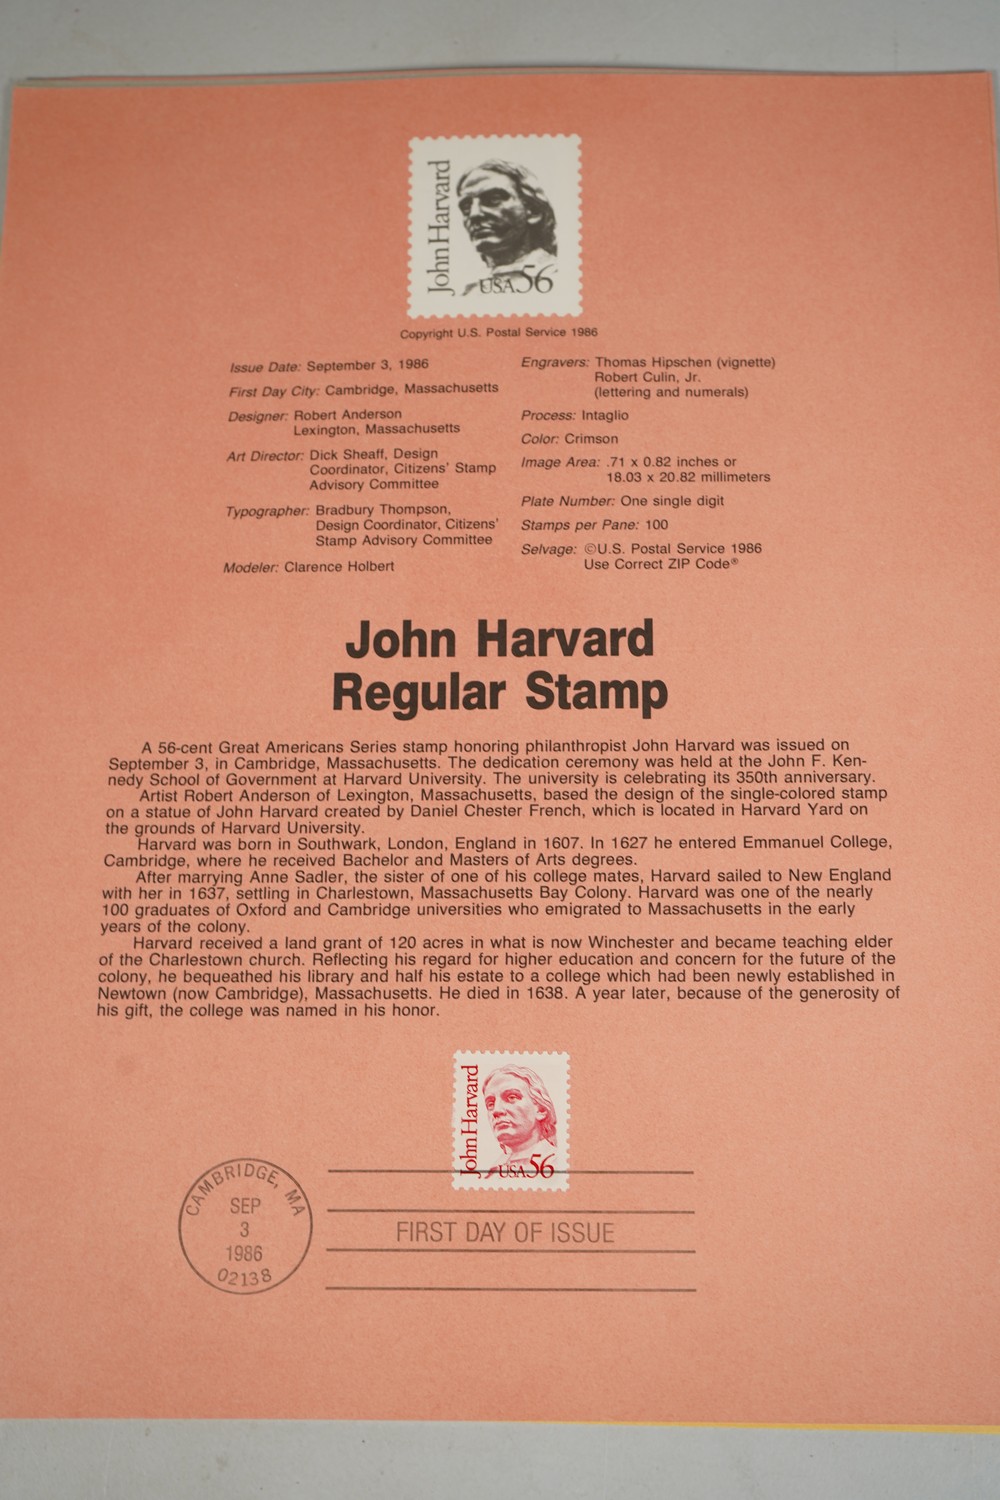 John Harvard
USA 56
Copyright U.S. Postal Service 1986
Issue Date: September 3, 1986
First Day City: Cambridge, Massachusetts
Designer: Robert Anderson
Lexington, Massachusetts
Art Director: Dick Sheaff, Design
Coordinator, Citizens' Stamp
Advisory Committee
Typographer: Bradbury Thompson,
Design Coordinator, Citizens'
Stamp Advisory Committee
Modeler: Clarence Holbert
Engravers: Thomas Hipschen (vignette)
Robert Culin, Jr.
(lettering and numerals)
Process: Intaglio
Color: Crimson
Image Area: .71 x 0.82 inches or
18.03 x 20.82 millimeters
Plate Number: One single digit
Stamps per Pane: 100
Selvage: ©U.S. Postal Service 1986
Use Correct ZIP Code®
John Harvard
Regular Stamp
A 56-cent Great Americans Series stamp honoring philanthropist John Harvard was issued on
September 3, in Cambridge, Massachusetts. The dedication ceremony was held at the John F. Ken-
nedy School of Government at Harvard University. The university is celebrating its 350th anniversary.
Artist Robert Anderson of Lexington, Massachusetts, based the design of the single-colored stamp
on a statue of John Harvard created by Daniel Chester French, which is located in Harvard Yard on
the grounds of Harvard University.
Harvard was born in Southwark, London, England in 1607. In 1627 he entered Emmanuel College,
Cambridge, where he received Bachelor and Masters of Arts degrees.
After marrying Anne Sadler, the sister of one of his college mates, Harvard sailed to New England
with her in 1637, settling in Charlestown, Massachusetts Bay Colony. Harvard was one of the nearly
100 graduates of Oxford and Cambridge universities who emigrated to Massachusetts in the early
years of the colony.
Harvard received a land grant of 120 acres in what is now Winchester and became teaching elder
of the Charlestown church. Reflecting his regard for higher education and concern for the future of the
colony, he bequeathed his library and half his estate to a college which had been newly established in
Newtown (now Cambridge), Massachusetts. He died in 1638. A year later, because of the generosity of
his gift, the college was named in his honor.
John Harvard
USA 56
CAMBRIDGE, MA
SEP
3
1986
02138
FIRST DAY OF ISSUE